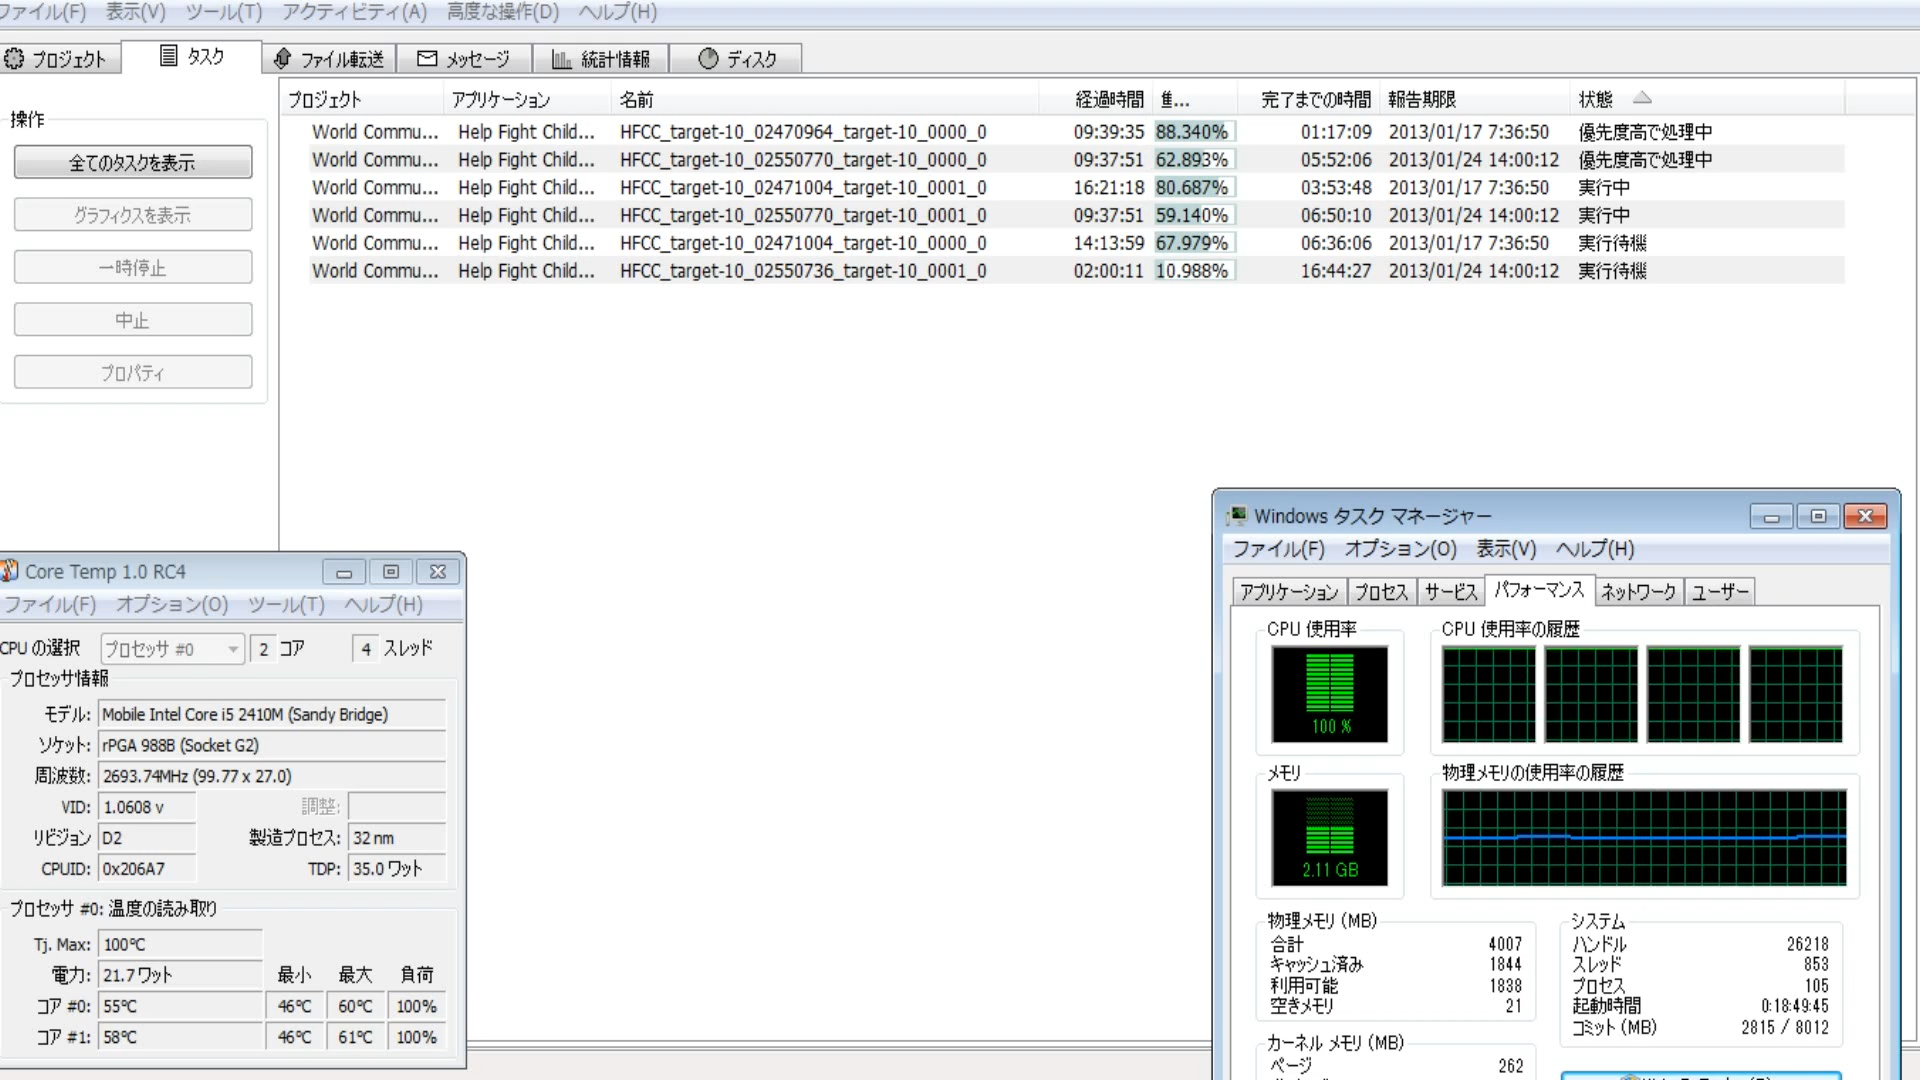 ファイル(F) 表示(V) ツール(T) アクティビティ(A) 高度な操作(D) ヘルプ(H)
プロジェクト タスク ファイル転送 メッセージ 統計情報 ディスク
操作
全てのタスクを表示
グラフィクスを表示
一時停止
中止
プロパティ
プロジェクト アプリケーション 名前 経過時間 進... 完了までの時間 報告期限 状態
World Commu... Help Fight Child... HFCC_target-10_02470964_target-10_0000_0 09:39:35 88.340% 01:17:09 2013/01/17 7:36:50 優先度高で処理中
World Commu... Help Fight Child... HFCC_target-10_02550770_target-10_0000_0 09:37:51 62.893% 05:52:06 2013/01/24 14:00:12 優先度高で処理中
World Commu... Help Fight Child... HFCC_target-10_02471004_target-10_0001_0 16:21:18 80.687% 03:53:48 2013/01/17 7:36:50 実行中
World Commu... Help Fight Child... HFCC_target-10_02550770_target-10_0001_0 09:37:51 59.140% 06:50:10 2013/01/24 14:00:12 実行中
World Commu... Help Fight Child... HFCC_target-10_02471004_target-10_0000_0 14:13:59 67.979% 06:36:06 2013/01/17 7:36:50 実行待機
World Commu... Help Fight Child... HFCC_target-10_02550736_target-10_0001_0 02:00:11 10.988% 16:44:27 2013/01/24 14:00:12 実行待機
Core Temp 1.0 RC4
ファイル(F) オプション(O) ツール(T) ヘルプ(H)
CPU の選択 プロセッサ #0 2 コア 4 スレッド
プロセッサ情報
モデル: Mobile Intel Core i5 2410M (Sandy Bridge)
ソケット: rPGA 988B (Socket G2)
周波数: 2693.74MHz (99.77 x 27.0)
VID: 1.0608 v 調整:
リビジョン D2 製造プロセス: 32 nm
CPUID: 0x206A7 TDP: 35.0 ワット
プロセッサ #0: 温度の読み取り
Tj. Max: 100℃
電力: 21.7 ワット 最小 最大 負荷
コア #0: 55℃ 46℃ 60℃ 100%
コア #1: 58℃ 46℃ 61℃ 100%
Windows タスク マネージャー
ファイル(F) オプション(O) 表示(V) ヘルプ(H)
アプリケーション プロセス サービス パフォーマンス ネットワーク ユーザー
CPU 使用率 CPU 使用率の履歴
100 %
メモリ 物理メモリの使用率の履歴
2.11 GB
物理メモリ (MB)
合計 4007
キャッシュ済み 1844
利用可能 1838
空きメモリ 21
システム
ハンドル 26218
スレッド 853
プロセス 105
起動時間 0:18:49:45
コミット (MB) 2815 / 8012
カーネル メモリ (MB)
ページ 262